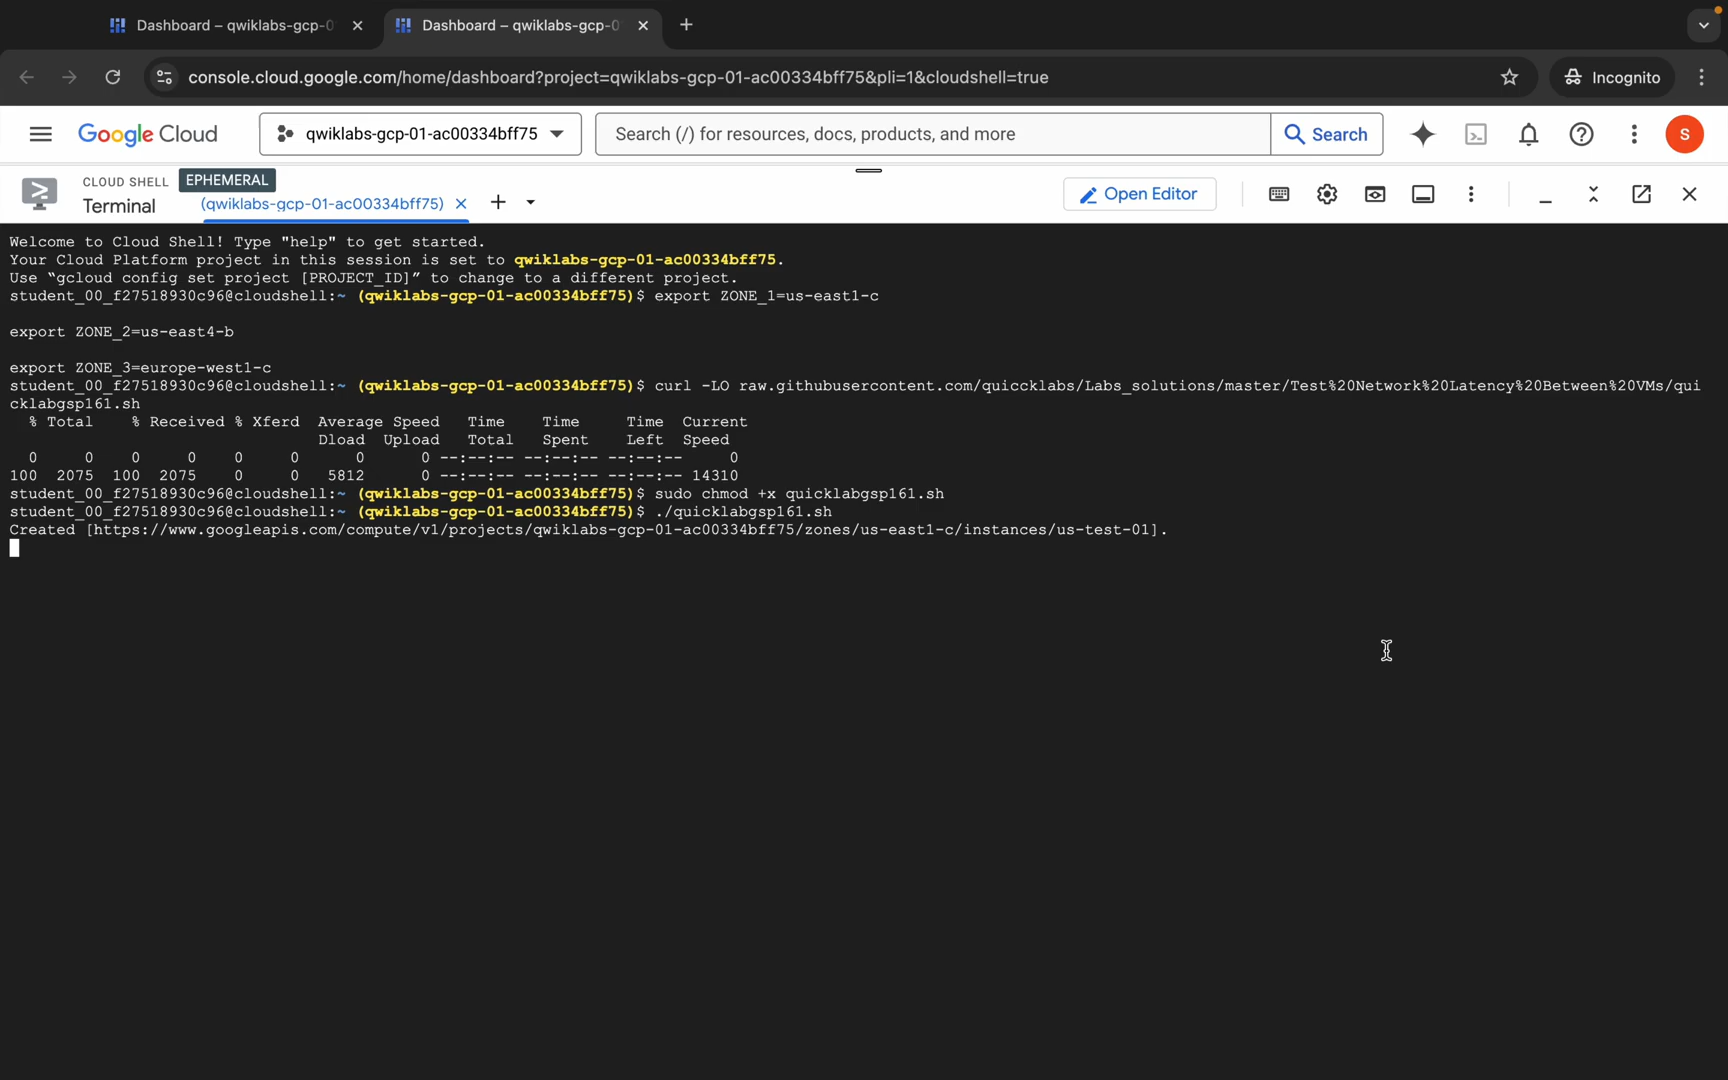 Dashboard – qwiklabs-gcp-0
Dashboard – qwiklabs-gcp-0
console.cloud.google.com/home/dashboard?project=qwiklabs-gcp-01-ac00334bff75&pli=1&cloudshell=true
Incognito
Google Cloud
qwiklabs-gcp-01-ac00334bff75
Search (/) for resources, docs, products, and more
Search
S
CLOUD SHELL
EPHEMERAL
Terminal
(qwiklabs-gcp-01-ac00334bff75)
Open Editor
Welcome to Cloud Shell! Type "help" to get started.
Your Cloud Platform project in this session is set to qwiklabs-gcp-01-ac00334bff75.
Use “gcloud config set project [PROJECT_ID]” to change to a different project.
student_00_f27518930c96@cloudshell:~ (qwiklabs-gcp-01-ac00334bff75)$ export ZONE_1=us-east1-c
export ZONE_2=us-east4-b
export ZONE_3=europe-west1-c
student_00_f27518930c96@cloudshell:~ (qwiklabs-gcp-01-ac00334bff75)$ curl -LO raw.githubusercontent.com/quiccklabs/Labs_solutions/master/Test%20Network%20Latency%20Between%20VMs/qui
cklabgsp161.sh
% Total % Received % Xferd Average Speed Time Time Time Current
Dload Upload Total Spent Left Speed
0 0 0 0 0 0 0 0 --:--:-- --:--:-- --:--:-- 0
100 2075 100 2075 0 0 5812 0 --:--:-- --:--:-- --:--:-- 14310
student_00_f27518930c96@cloudshell:~ (qwiklabs-gcp-01-ac00334bff75)$ sudo chmod +x quicklabgsp161.sh
student_00_f27518930c96@cloudshell:~ (qwiklabs-gcp-01-ac00334bff75)$ ./quicklabgsp161.sh
Created [https://www.googleapis.com/compute/v1/projects/qwiklabs-gcp-01-ac00334bff75/zones/us-east1-c/instances/us-test-01].